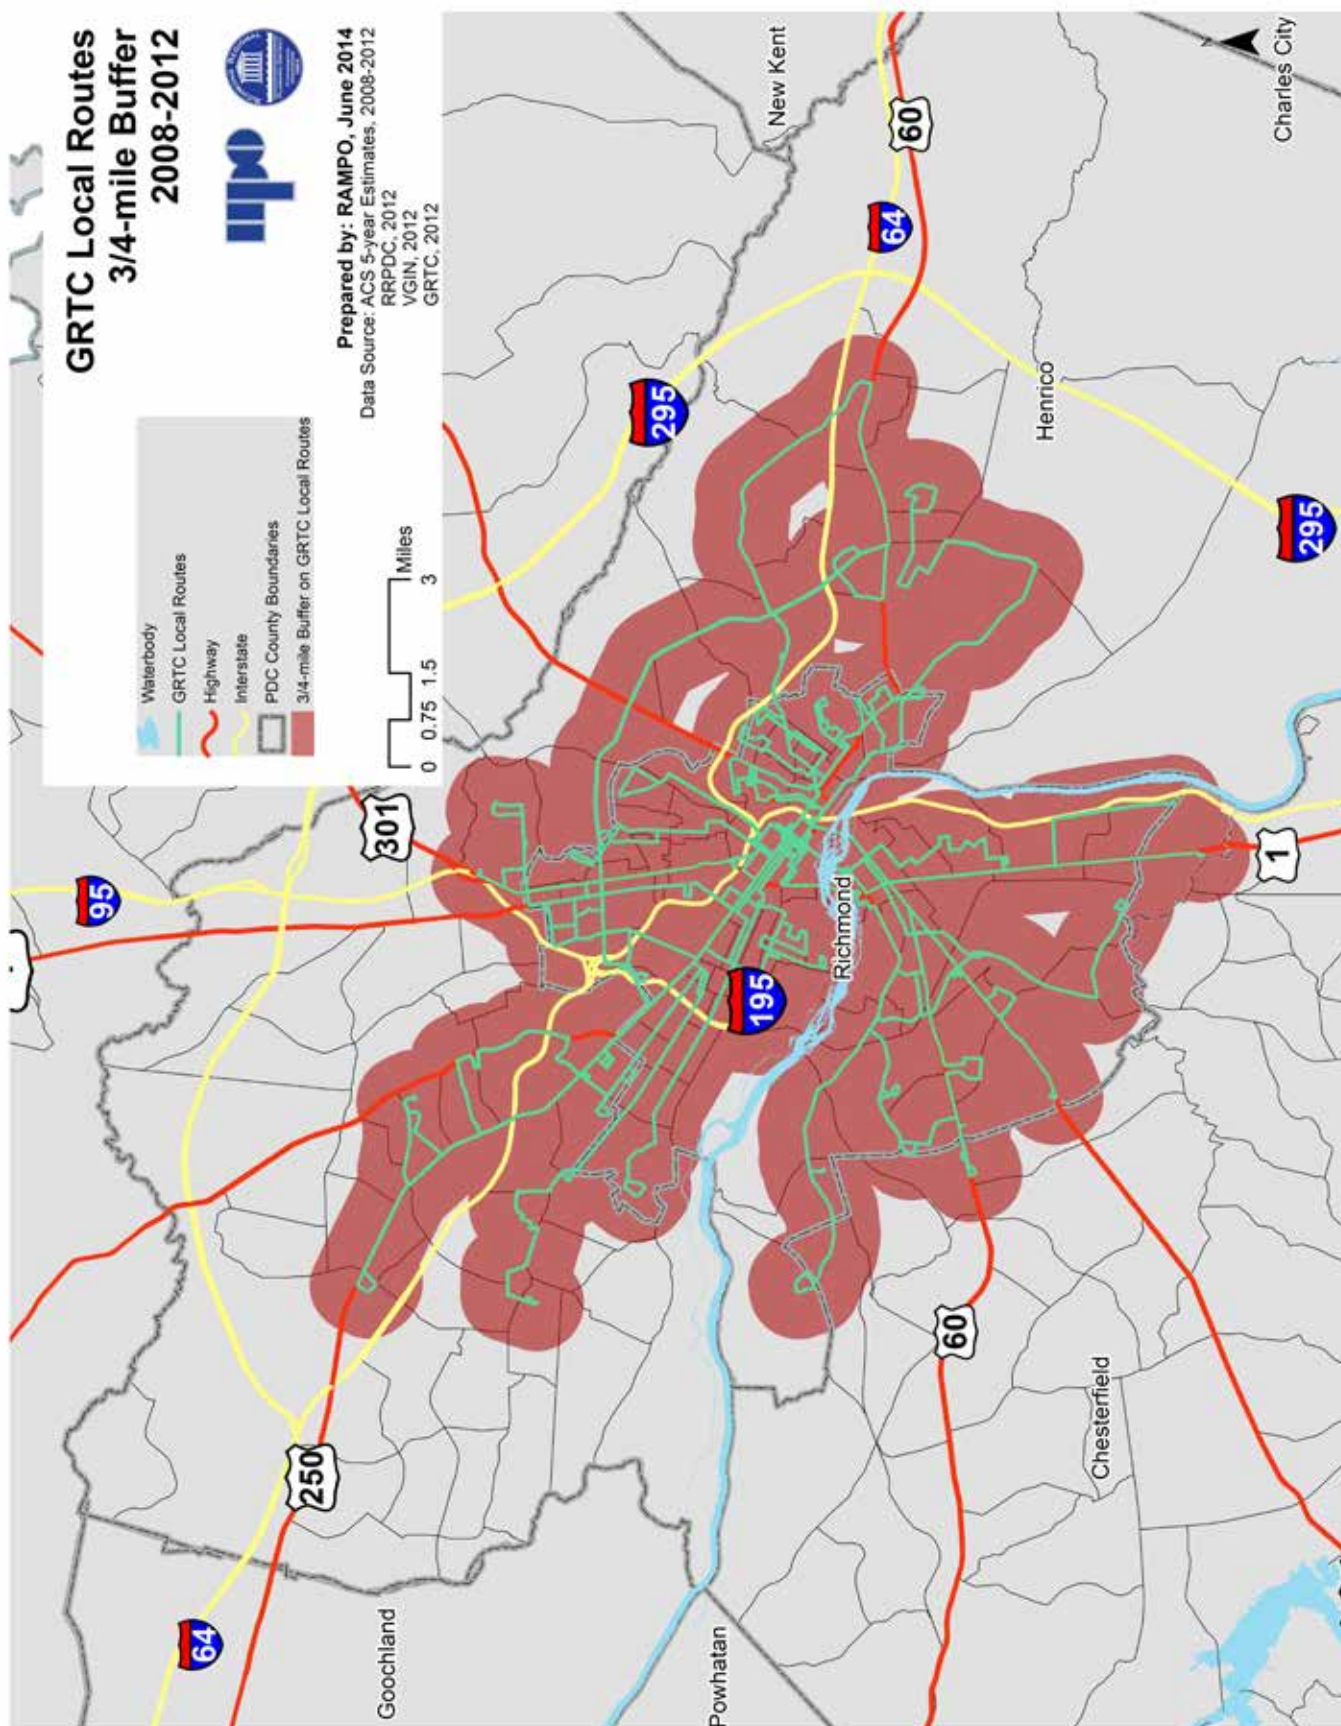 GRTC Local Routes
3/4-mile Buffer
2008-2012
mpo
Prepared by: RAMPO, June 2014
Data Source: ACS 5-year Estimates, 2008-2012
RRPDC, 2012
VGIN, 2012
GRTC, 2012
Waterbody
GRTC Local Routes
Highway
Interstate
PDC County Boundaries
3/4-mile Buffer on GRTC Local Routes
0 0.75 1.5 3
Miles
64
250
Goochland
Powhatan
95
301
295
195
Richmond
New Kent
60
64
Henrico
295
Charles City
60
Chesterfield
1